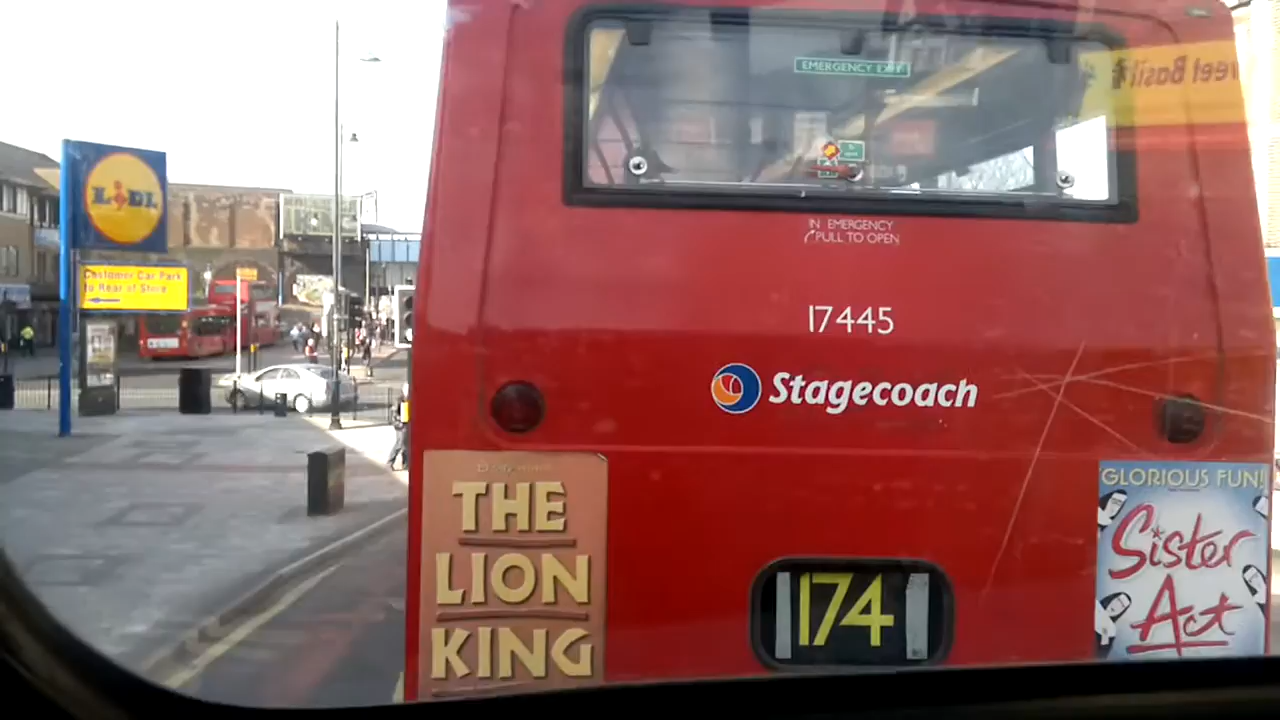 LIDL
Customer Car Park
to Rear of Store
EMERGENCY EXIT
IN EMERGENCY
PULL TO OPEN
17445
Stagecoach
THE
LION
KING
174
GLORIOUS FUN!
Sister
Act